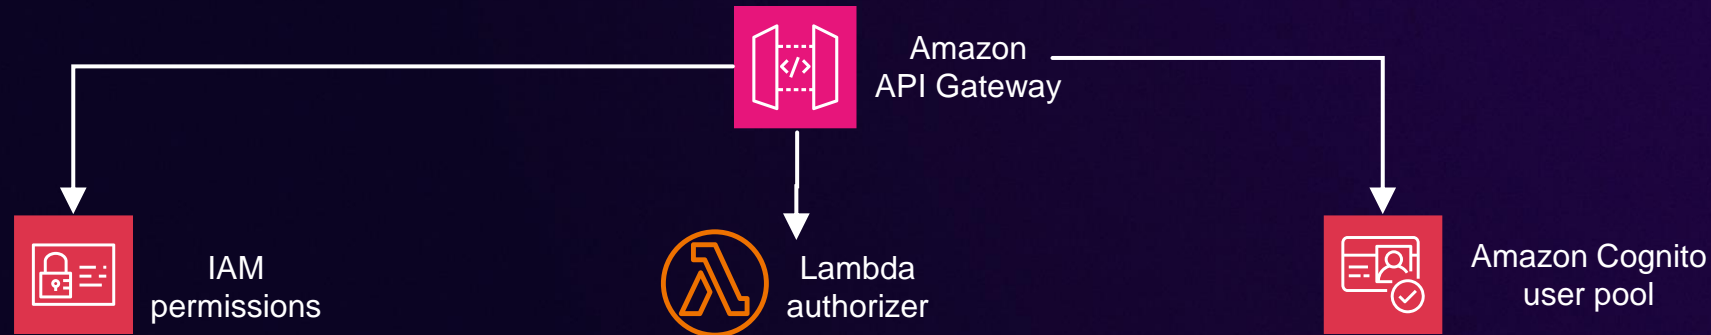 Amazon
API Gateway
IAM
permissions
Lambda
authorizer
Amazon Cognito
user pool